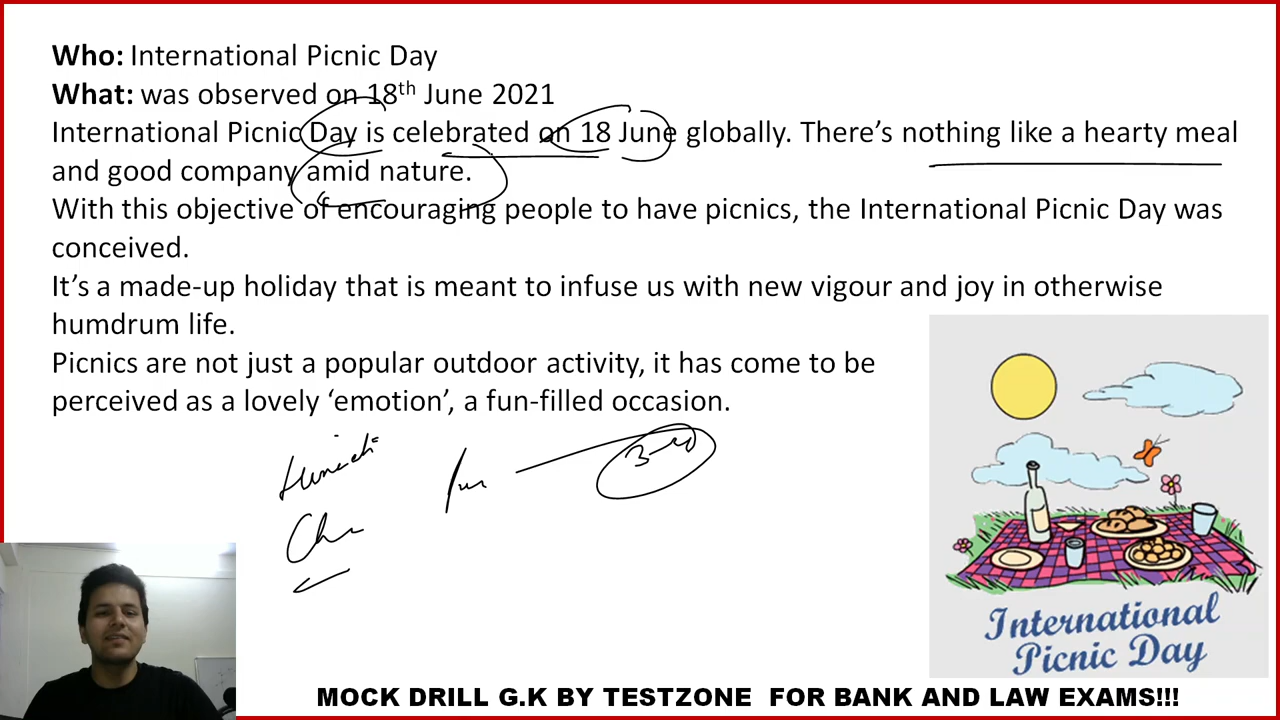 Who: International Picnic Day
What: was observed on 18th June 2021
International Picnic Day is celebrated on 18 June globally. There’s nothing like a hearty meal
and good company amid nature.
With this objective of encouraging people to have picnics, the International Picnic Day was
conceived.
It’s a made-up holiday that is meant to infuse us with new vigour and joy in otherwise
humdrum life.
Picnics are not just a popular outdoor activity, it has come to be
perceived as a lovely ‘emotion’, a fun-filled occasion.
International
Picnic Day
MOCK DRILL G.K BY TESTZONE FOR BANK AND LAW EXAMS!!!